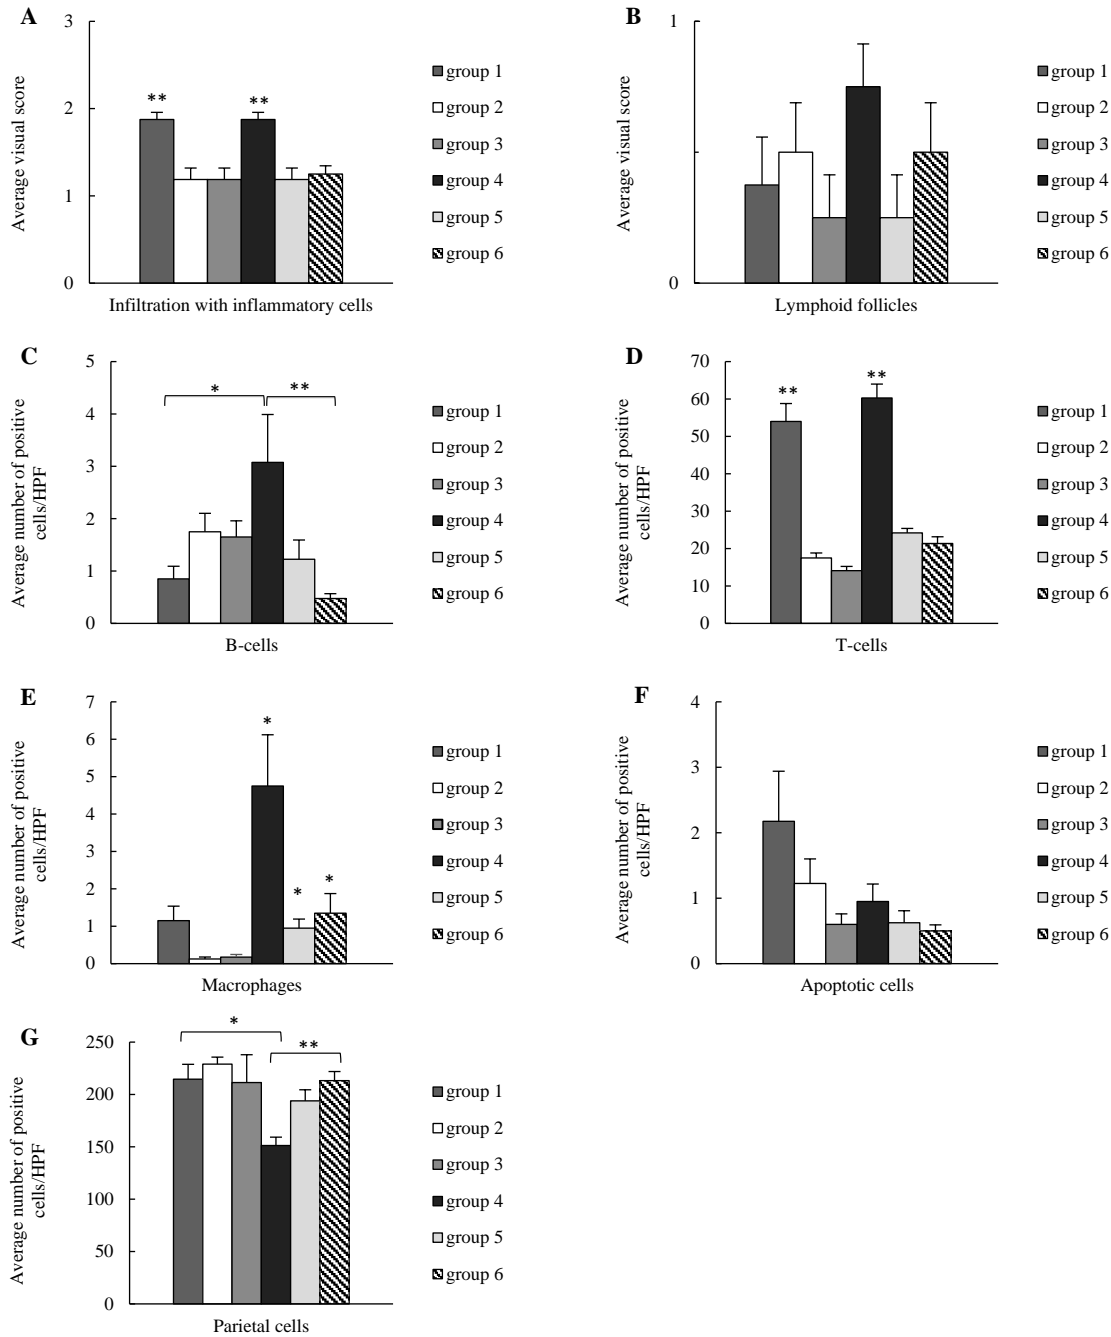 A
3
2
1
0
Average visual score
**
**
Infiltration with inflammatory cells
group 1
group 2
group 3
group 4
group 5
group 6
B
1
0
Average visual score
Lymphoid follicles
group 1
group 2
group 3
group 4
group 5
group 6
C
5
4
3
2
1
0
Average number of positive
cells/HPF
*
**
B-cells
group 1
group 2
group 3
group 4
group 5
group 6
D
70
60
50
40
30
20
10
0
Average number of positive
cells/HPF
**
**
T-cells
group 1
group 2
group 3
group 4
group 5
group 6
E
7
6
5
4
3
2
1
0
Average number of positive
cells/HPF
*
*
*
Macrophages
group 1
group 2
group 3
group 4
group 5
group 6
F
4
3
2
1
0
Average number of positive
cells/HPF
Apoptotic cells
group 1
group 2
group 3
group 4
group 5
group 6
G
250
200
150
100
50
0
Average number of positive
cells/HPF
*
**
Parietal cells
group 1
group 2
group 3
group 4
group 5
group 6